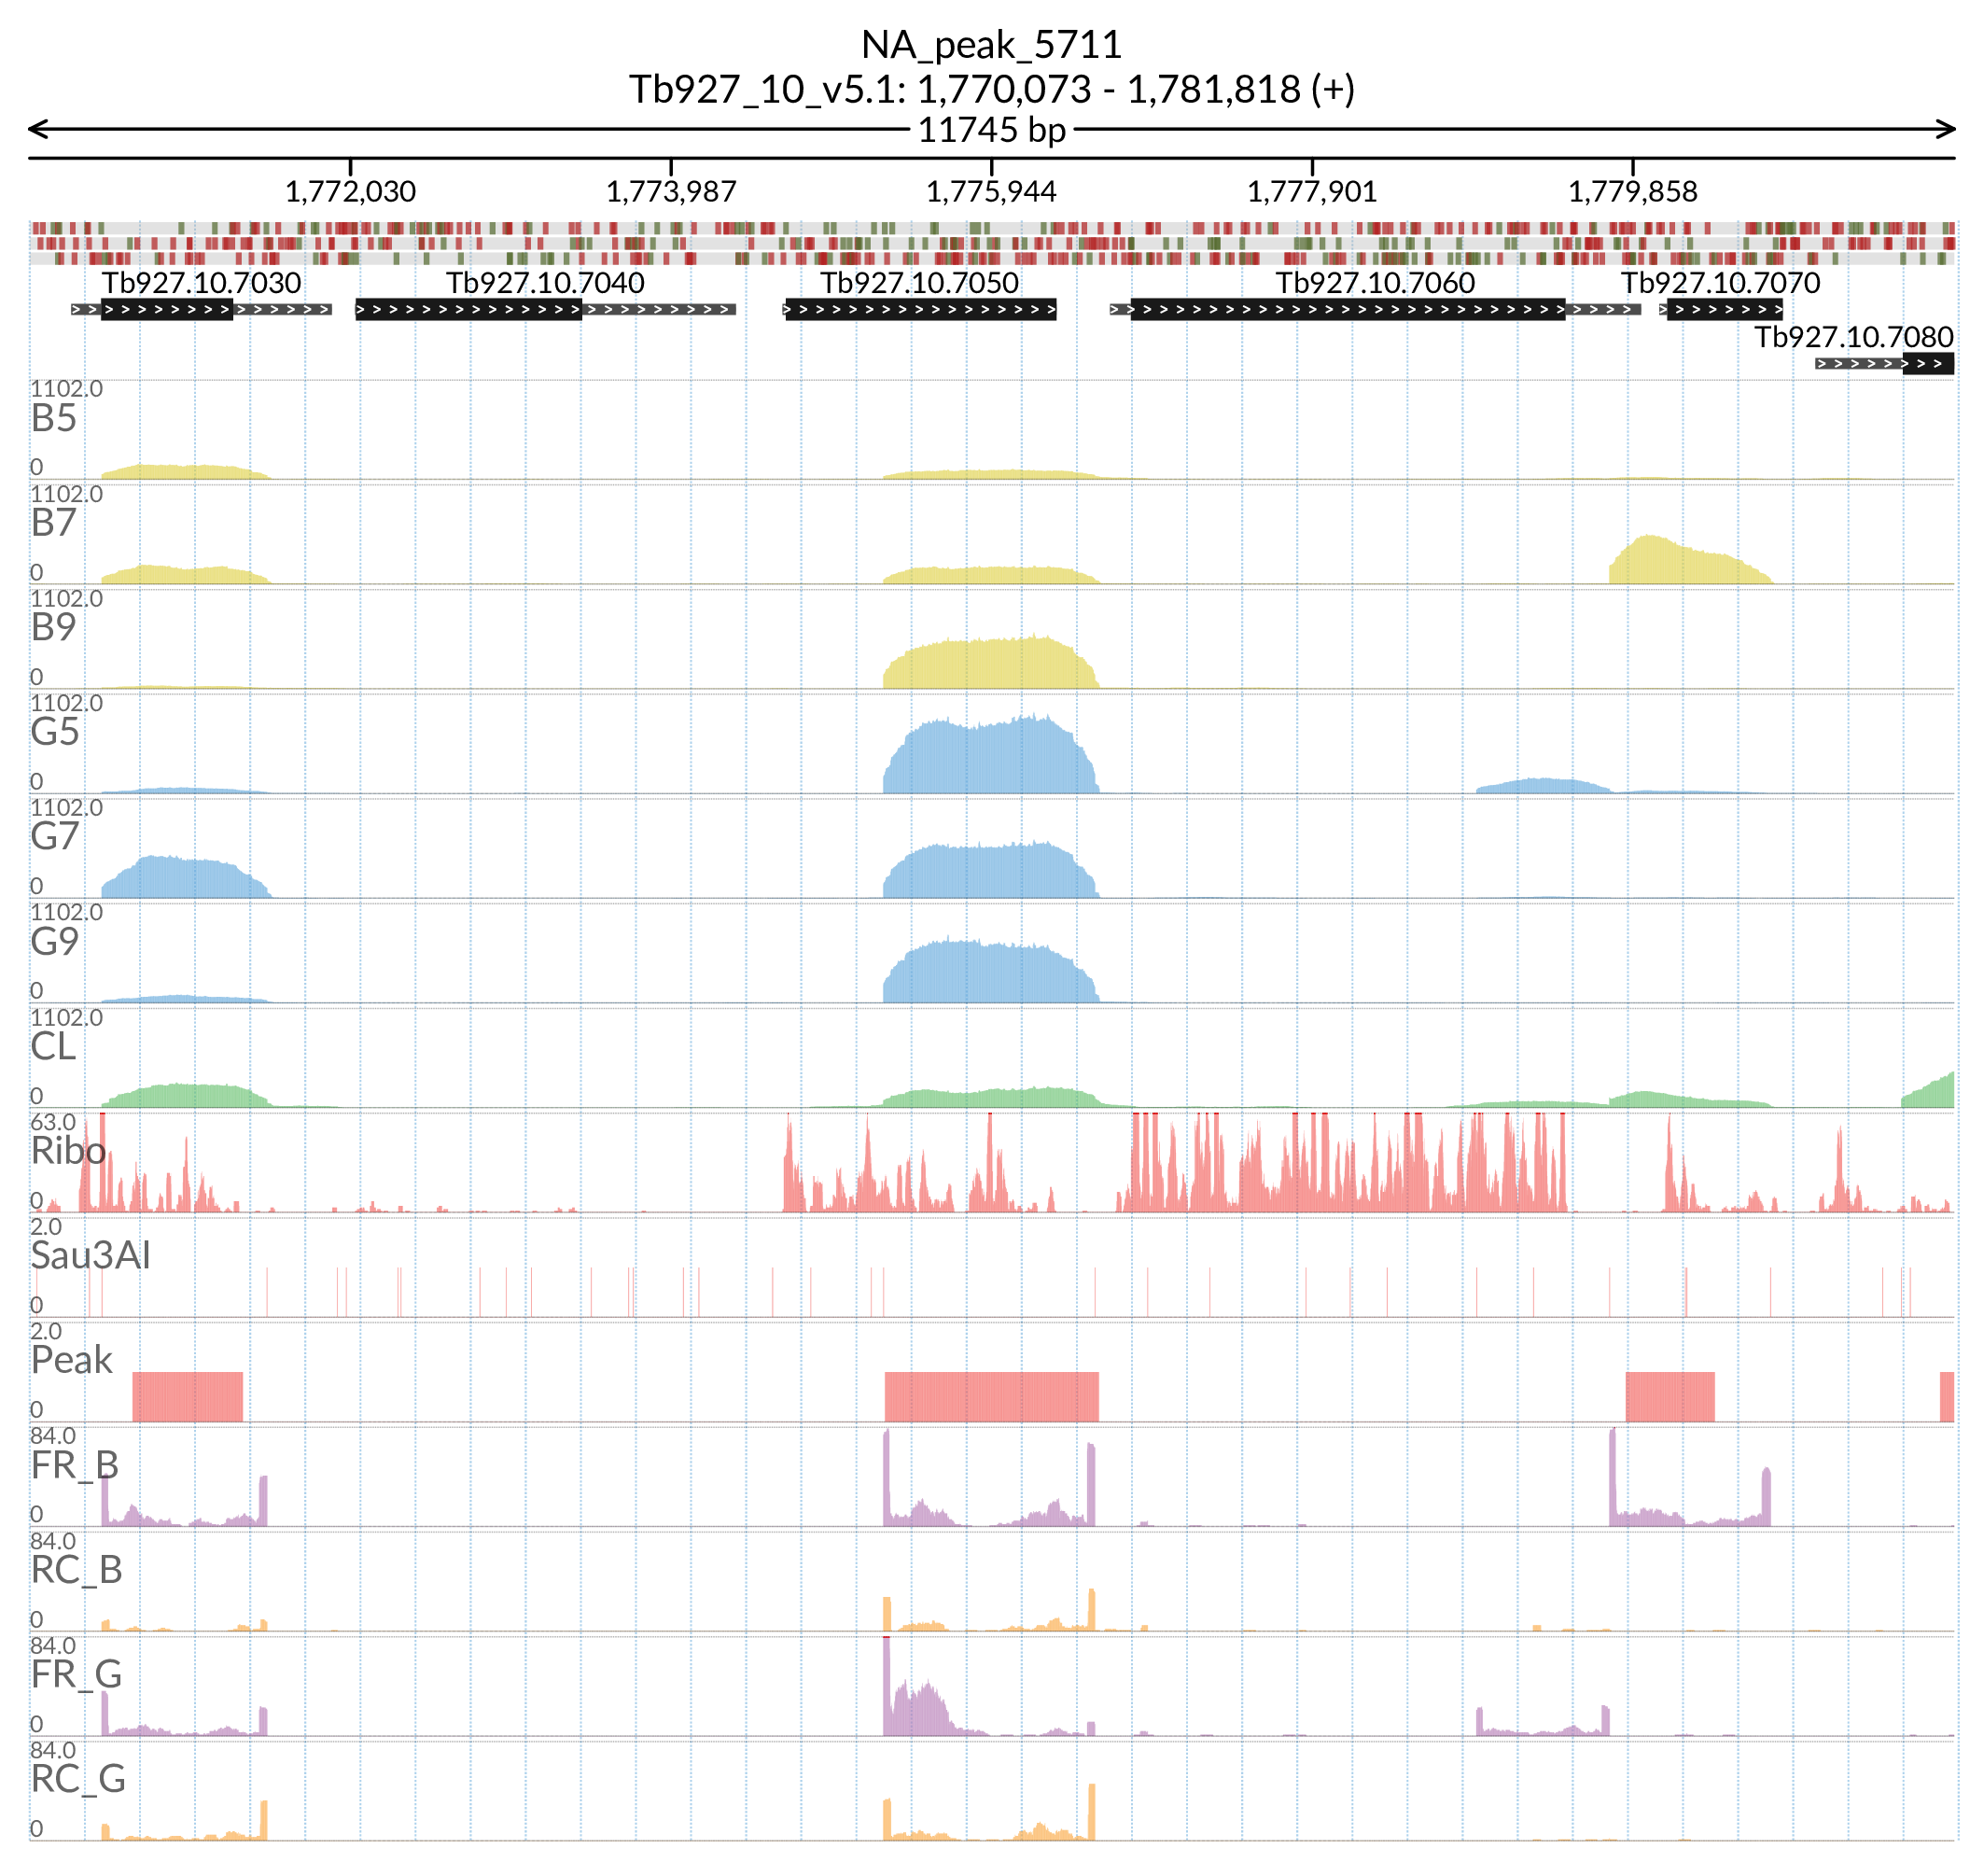 NA_peak_5711
Tb927_10_v5.1: 1,770,073 - 1,781,818 (+)
11745 bp
1,772,030 1,773,987 1,775,944 1,777,901 1,779,858
Tb927.10.7030 Tb927.10.7040 Tb927.10.7050 Tb927.10.7060 Tb927.10.7070
Tb927.10.7080
1102.0
B5
0
1102.0
B7
0
1102.0
B9
0
1102.0
G5
0
1102.0
G7
0
1102.0
G9
0
1102.0
CL
0
63.0
Ribo
0
2.0
Sau3AI
0
2.0
Peak
0
84.0
FR_B
0
84.0
RC_B
0
84.0
FR_G
0
84.0
RC_G
0